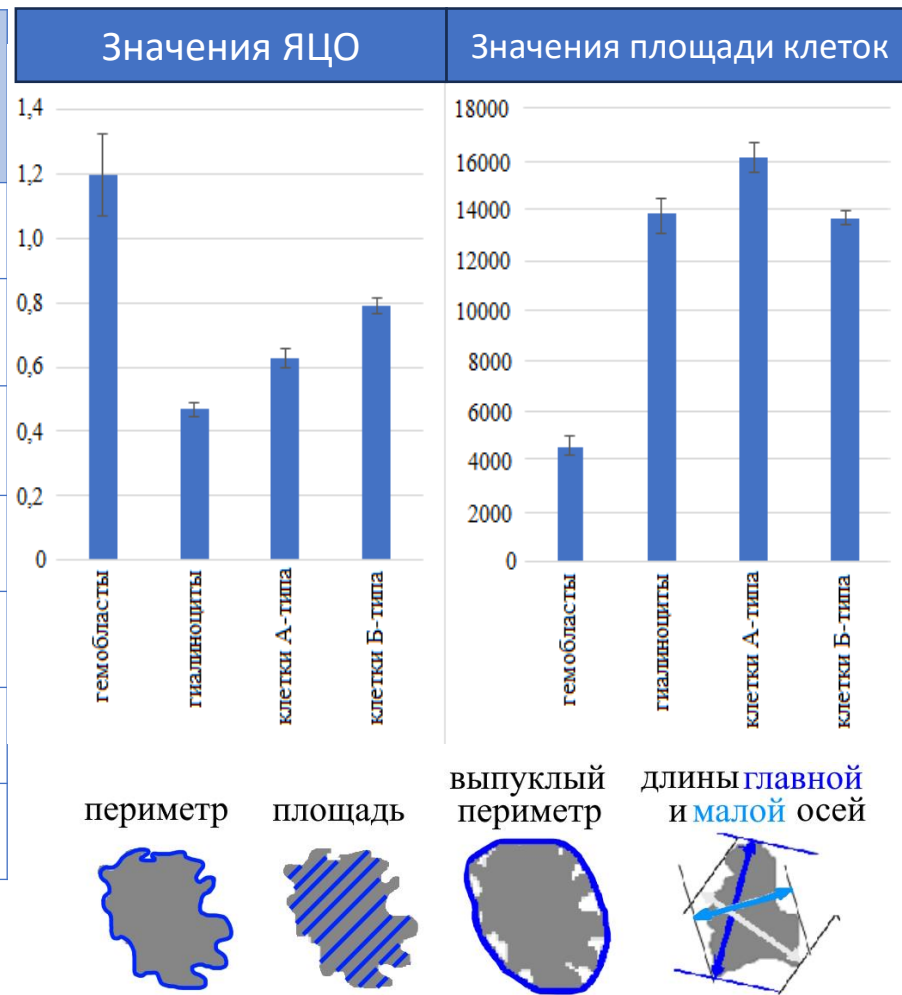 Значения ЯЦО
Значения площади клеток
1,4
1,2
1,0
0,8
0,6
0,4
0,2
0
гемобласты
гиалиноциты
клетки А-типа
клетки Б-типа
18000
16000
14000
12000
10000
8000
6000
4000
2000
0
гемобласты
гиалиноциты
клетки А-типа
клетки Б-типа
периметр
площадь
выпуклый
периметр
длины главной
и малой осей